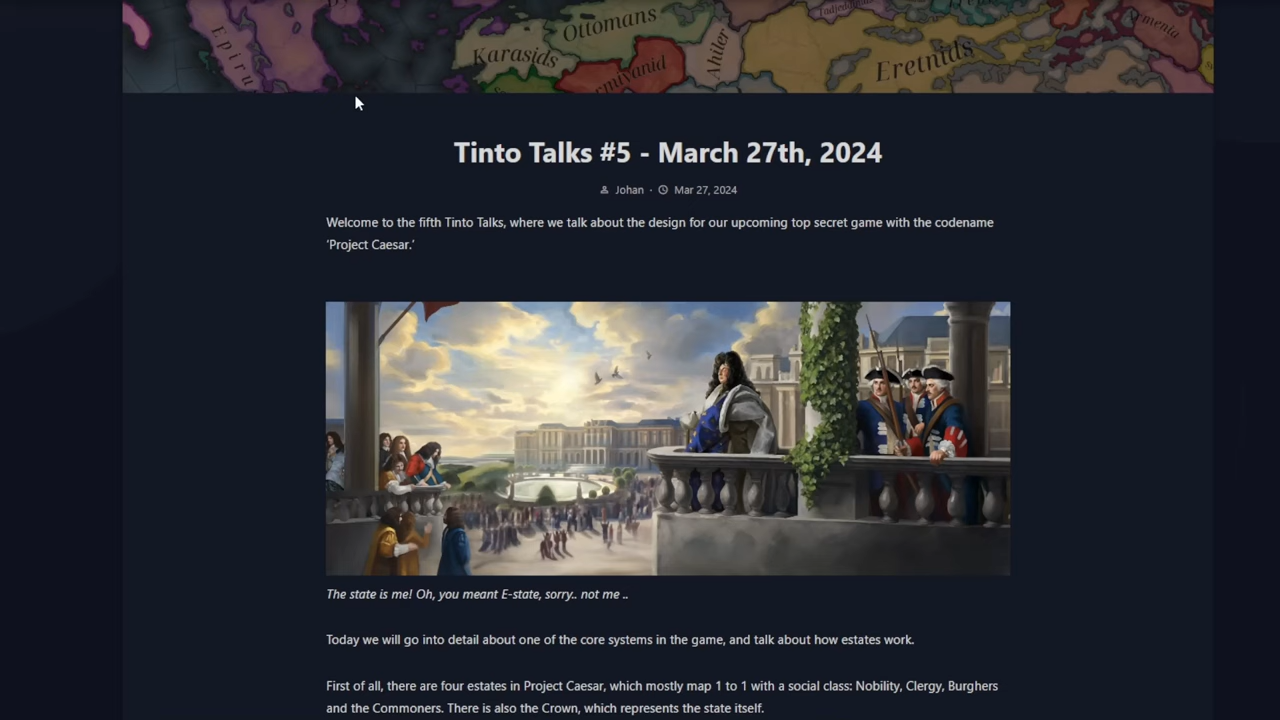 Ottomans
Karasids
Ahiler
Eretnids
Tinto Talks #5 - March 27th, 2024
Johan · Mar 27, 2024
Welcome to the fifth Tinto Talks, where we talk about the design for our upcoming top secret game with the codename
‘Project Caesar.’
The state is me! Oh, you meant E-state, sorry.. not me ..
Today we will go into detail about one of the core systems in the game, and talk about how estates work.
First of all, there are four estates in Project Caesar, which mostly map 1 to 1 with a social class: Nobility, Clergy, Burghers
and the Commoners. There is also the Crown, which represents the state itself.